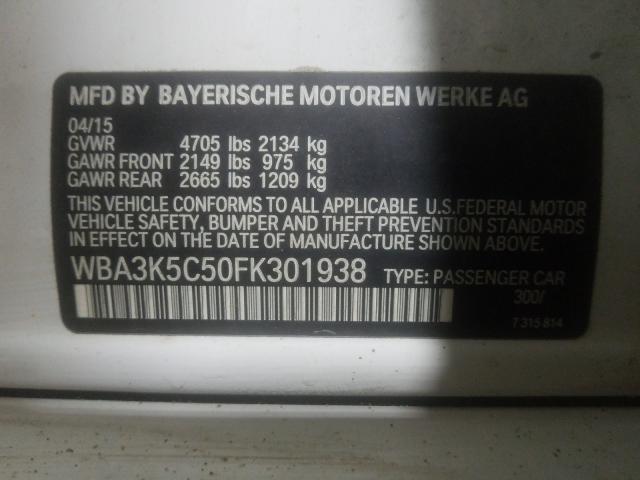 MFD BY BAYERISCHE MOTOREN WERKE AG
04/15
GVWR 4705 lbs 2134 kg
GAWR FRONT 2149 lbs 975 kg
GAWR REAR 2665 lbs 1209 kg
THIS VEHICLE CONFORMS TO ALL APPLICABLE U.S.FEDERAL MOTOR
VEHICLE SAFETY, BUMPER AND THEFT PREVENTION STANDARDS
IN EFFECT ON THE DATE OF MANUFACTURE SHOWN ABOVE.
WBA3K5C50FK301938 TYPE: PASSENGER CAR
300/
7 315 814